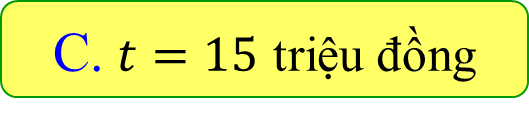 C. t = 15 triệu đồng